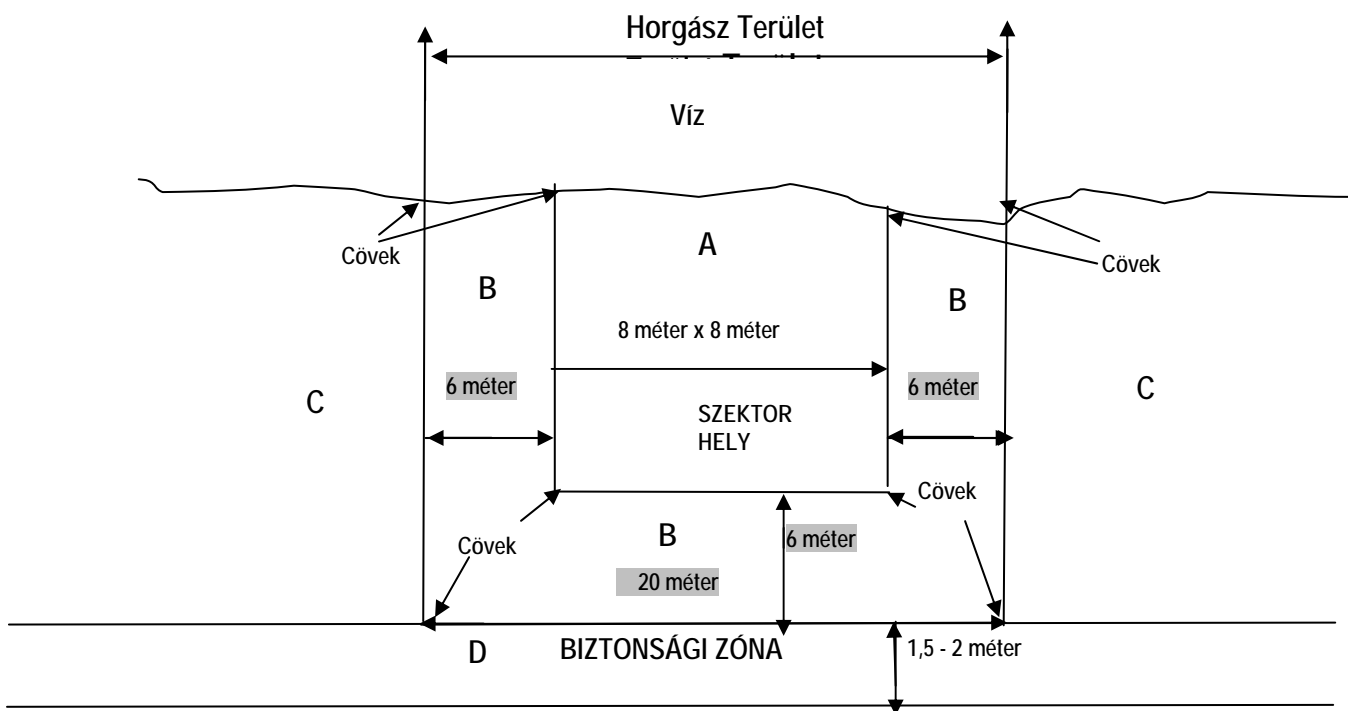 Horgász Terület
Víz
Cövek
A
Cövek
B
B
8 méter x 8 méter
6 méter
6 méter
C
C
SZEKTOR
HELY
Cövek
B
6 méter
Cövek
20 méter
D
BIZTONSÁGI ZÓNA
1,5 - 2 méter